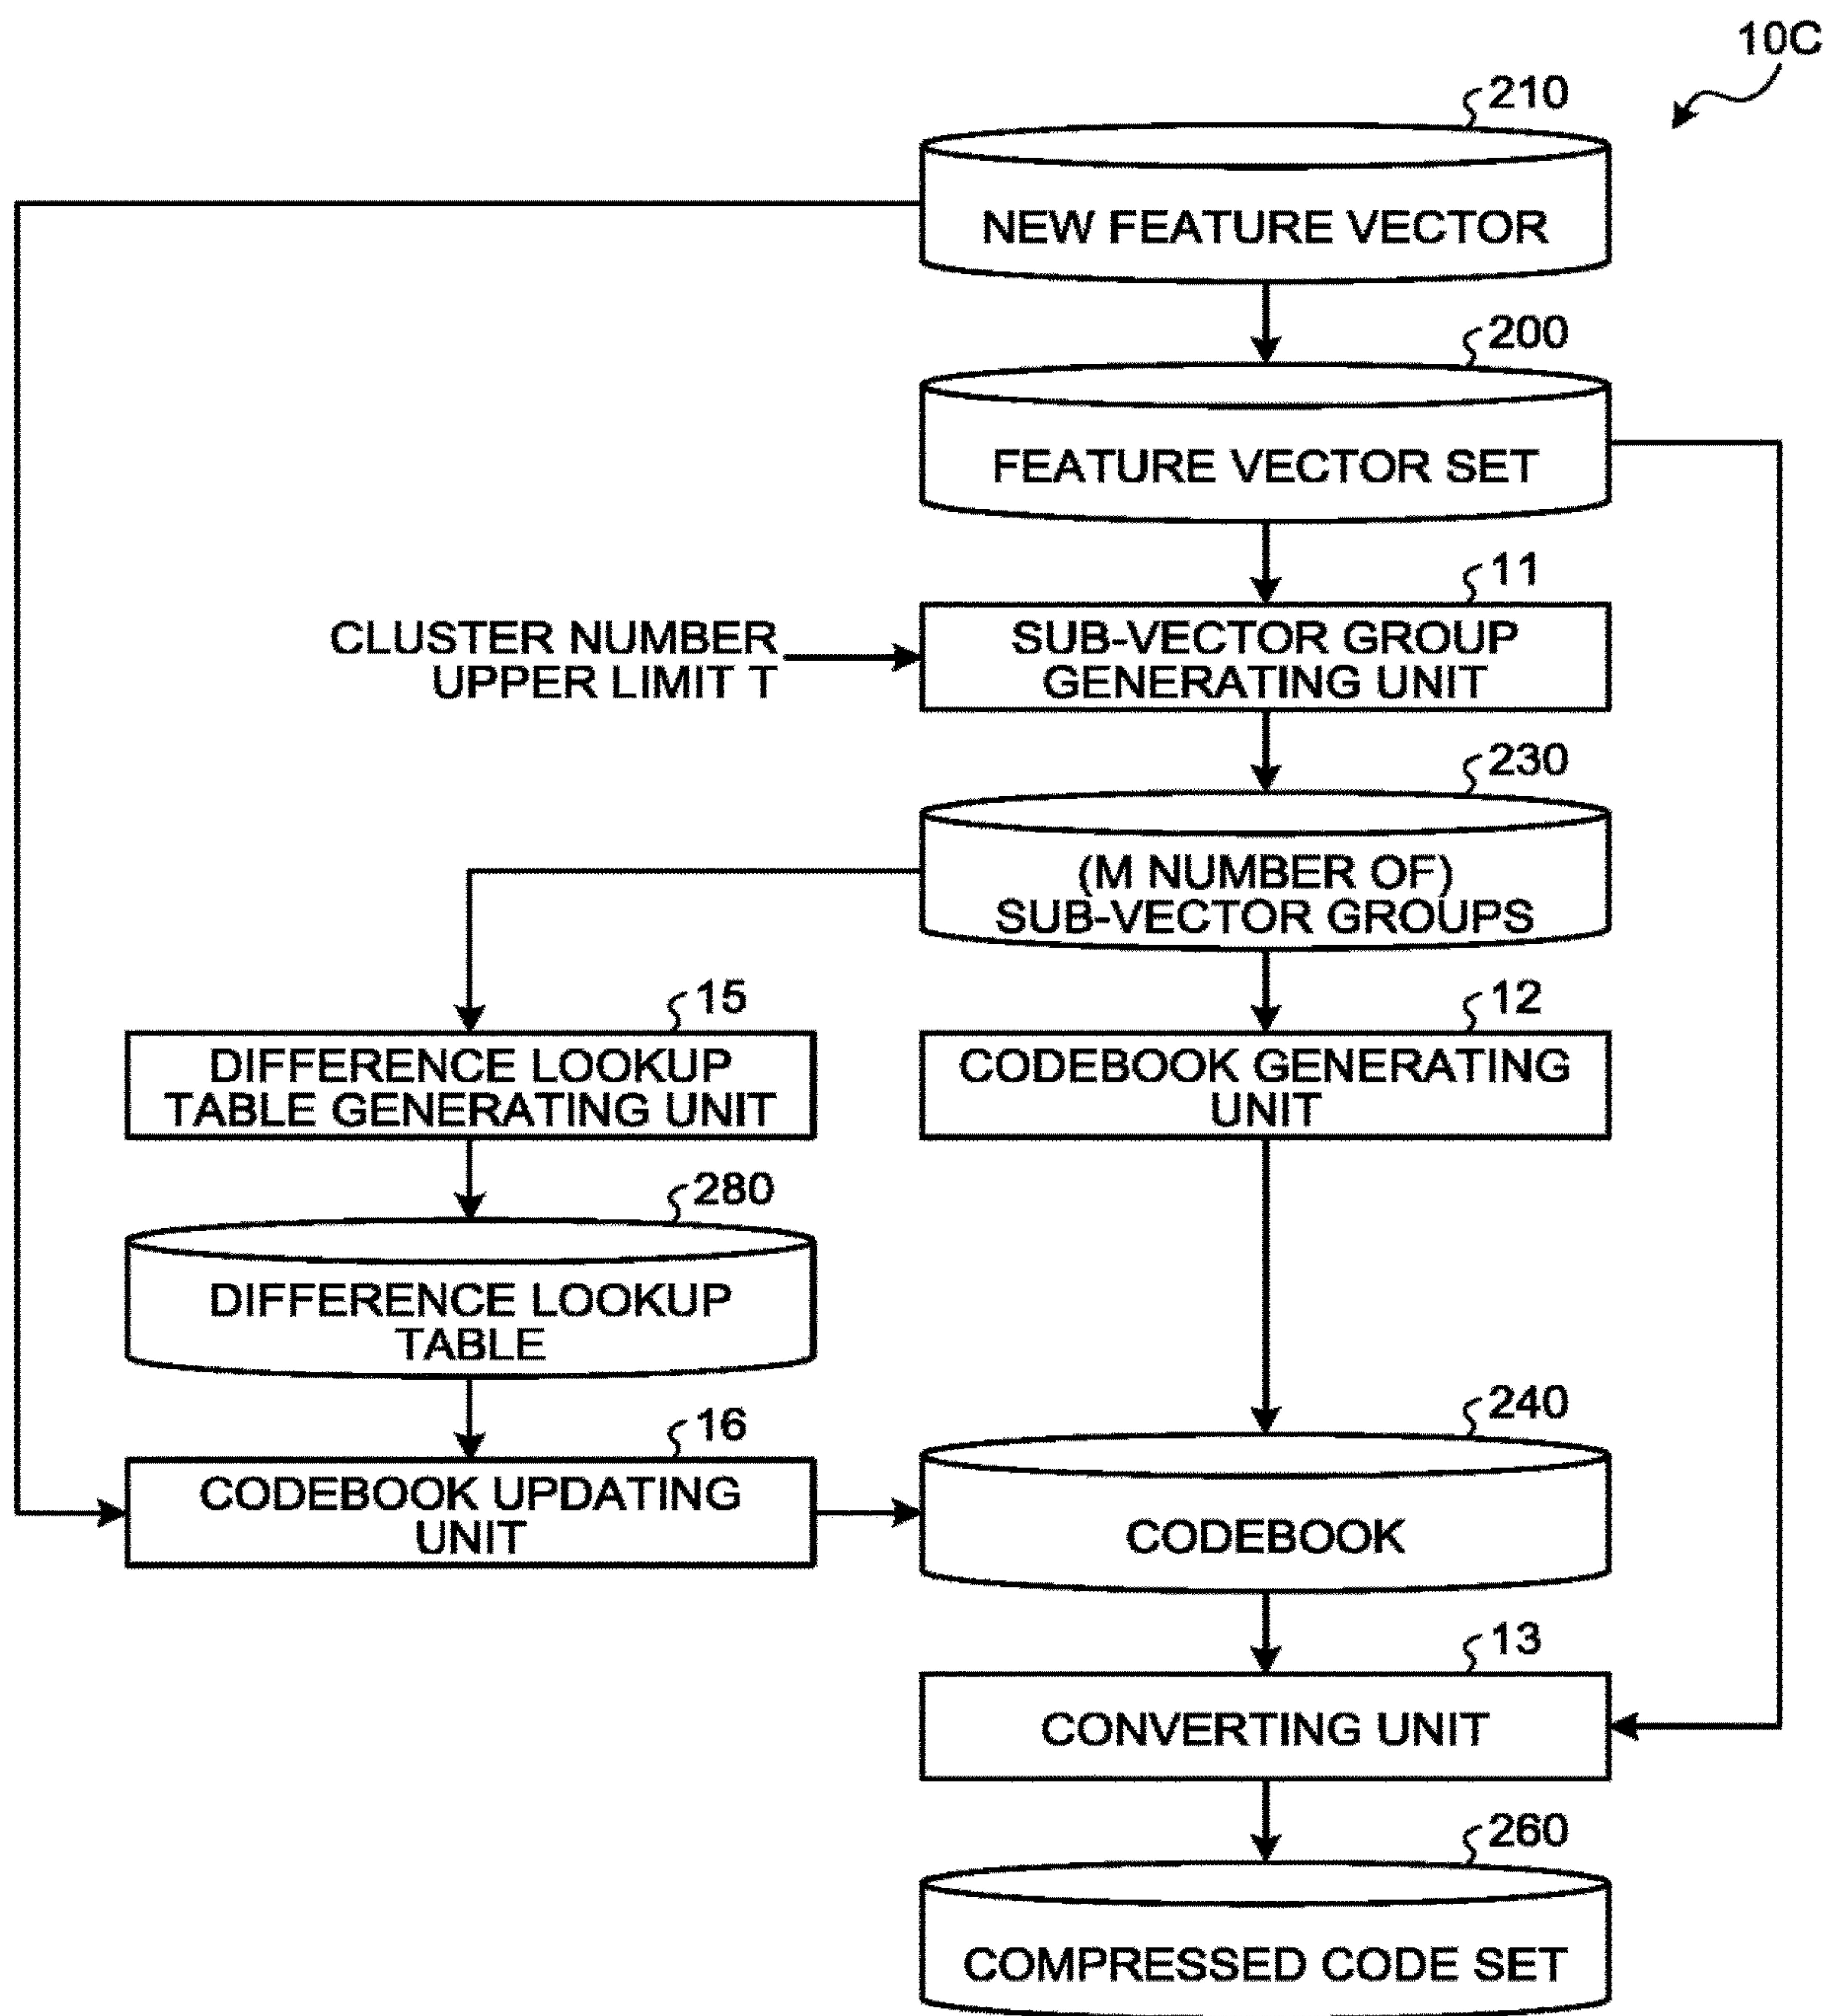 10C
210
NEW FEATURE VECTOR
200
FEATURE VECTOR SET
11
CLUSTER NUMBER
UPPER LIMIT T
SUB-VECTOR GROUP
GENERATING UNIT
230
(M NUMBER OF)
SUB-VECTOR GROUPS
15
DIFFERENCE LOOKUP
TABLE GENERATING UNIT
12
CODEBOOK GENERATING
UNIT
280
DIFFERENCE LOOKUP
TABLE
16
CODEBOOK UPDATING
UNIT
240
CODEBOOK
13
CONVERTING UNIT
260
COMPRESSED CODE SET